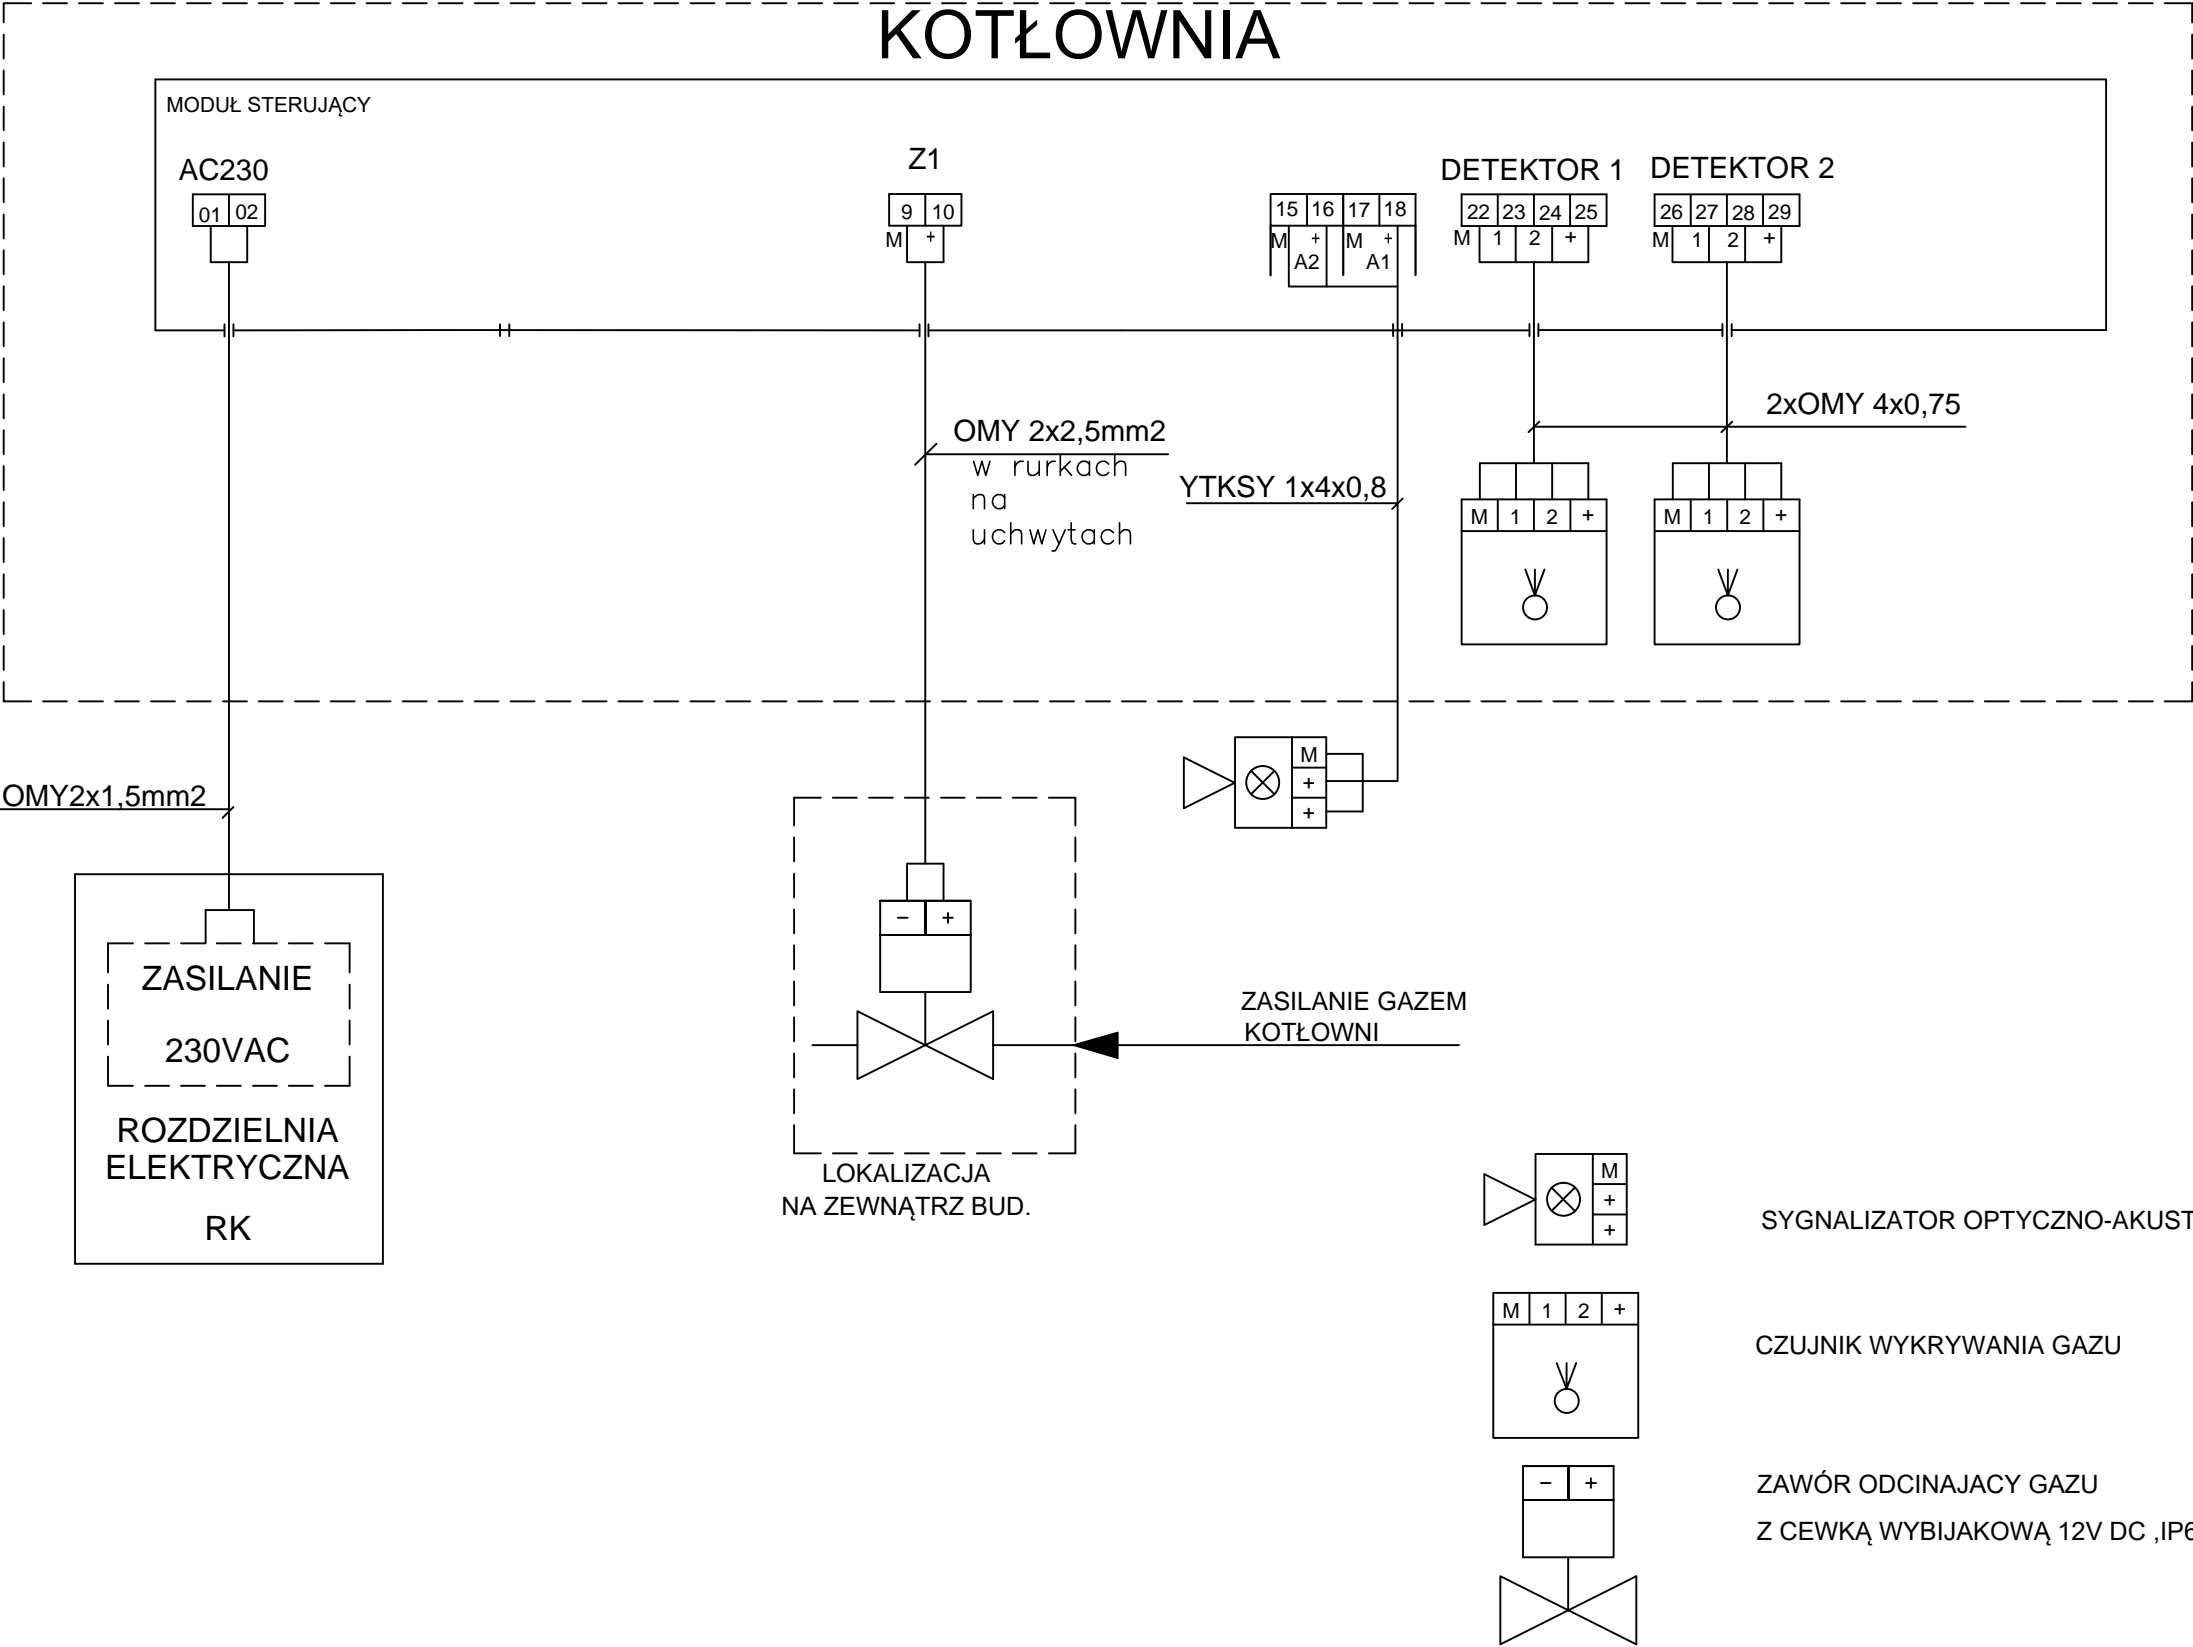 KOTŁOWNIA
MODUŁ STERUJĄCY
AC230
01 02
Z1
9 10
M +
15 16 17 18
M + M +
A2 A1
DETEKTOR 1
22 23 24 25
M 1 2 +
DETEKTOR 2
26 27 28 29
M 1 2 +
OMY 2x2,5mm2
w rurkach
na
uchwytach
YTKSY 1x4x0,8
2xOMY 4x0,75
M 1 2 +
M 1 2 +
M
+
+
OMY2x1,5mm2
ZASILANIE
230VAC
ROZDZIELNIA
ELEKTRYCZNA
RK
- +
ZASILANIE GAZEM
KOTŁOWNI
LOKALIZACJA
NA ZEWNĄTRZ BUD.
M
+
+
SYGNALIZATOR OPTYCZNO-AKUST
M 1 2 +
CZUJNIK WYKRYWANIA GAZU
- +
ZAWÓR ODCINAJACY GAZU
Z CEWKĄ WYBIJAKOWĄ 12V DC ,IP6